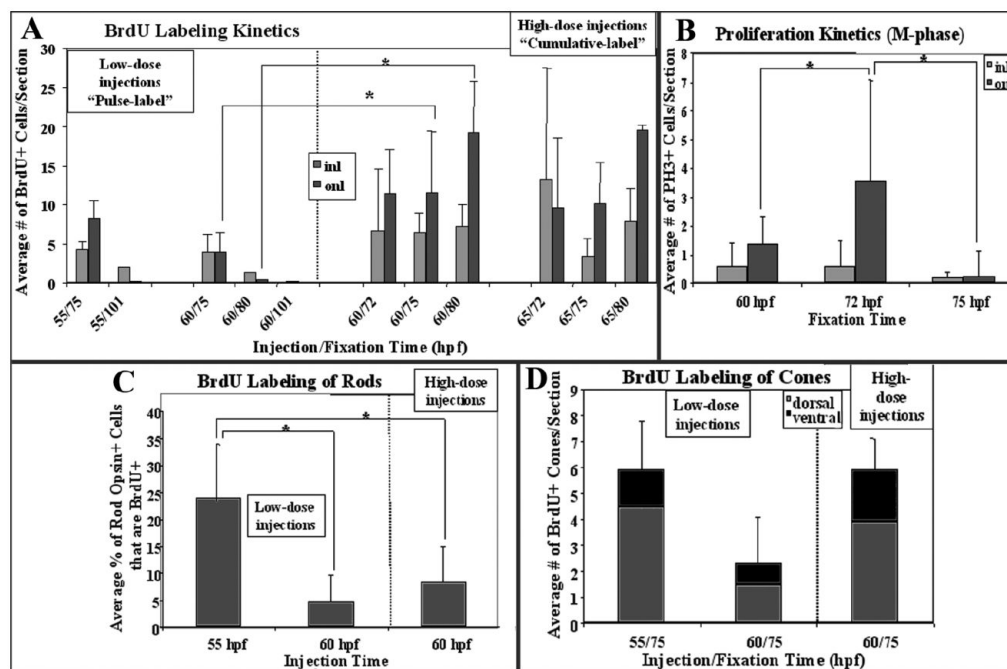 A
BrdU Labeling Kinetics
High-dose injections
“Cumulative-label”
Low-dose
injections
“Pulse-label”
*
*
inl
onl
Average # of BrdU+ Cells/Section
30
25
20
15
10
5
0
55/75
55/101
60/75
60/80
60/101
60/72
60/75
60/80
65/72
65/75
65/80
Injection/Fixation Time (hpf)
B
Proliferation Kinetics (M-phase)
*
*
inl
onl
Average # of PH3+ Cells/Section
8
7
6
5
4
3
2
1
0
60 hpf
72 hpf
75 hpf
Fixation Time
C
BrdU Labeling of Rods
High-dose
injections
*
*
Low-dose
injections
Average % of Rod Opsin+ Cells
that are BrdU+
40
35
30
25
20
15
10
5
0
55 hpf
60 hpf
60 hpf
Injection Time
D
BrdU Labeling of Cones
Low-dose
injections
dorsal
ventral
High-
dose
injections
Average # of BrdU+ Cones/Section
9
8
7
6
5
4
3
2
1
0
55/75
60/75
60/75
Injection/Fixation Time (hpf)